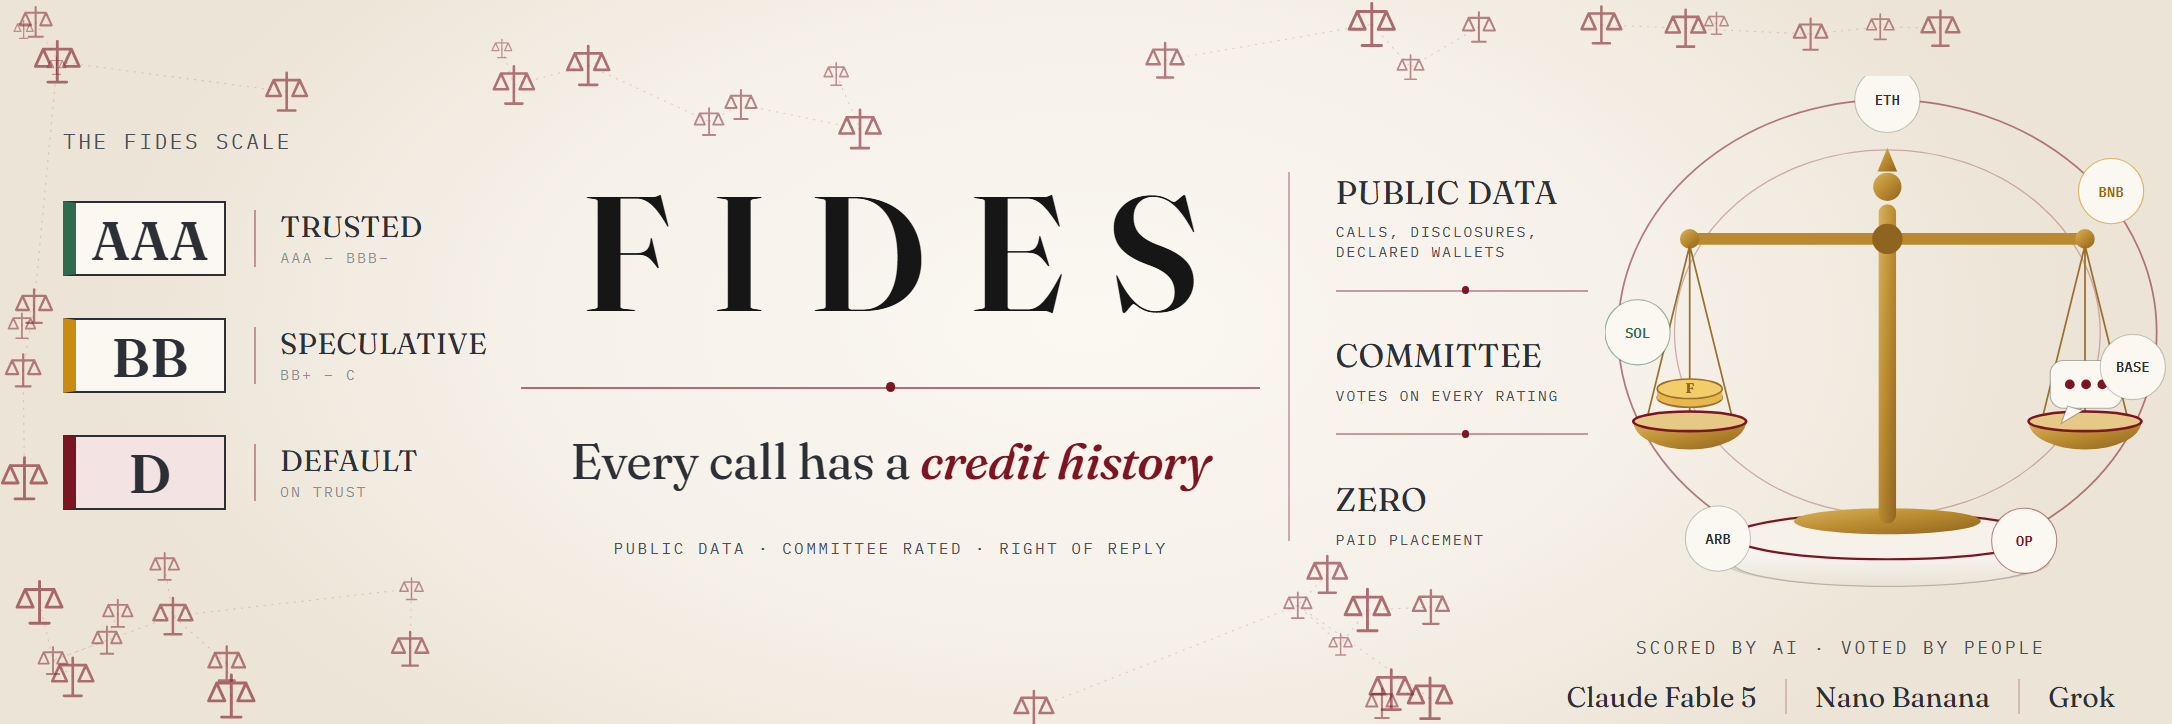 THE FIDES SCALE
AAA
TRUSTED
AAA – BBB–
BB
SPECULATIVE
BB+ – C
D
DEFAULT
ON TRUST
FIDES
Every call has a credit history
PUBLIC DATA · COMMITTEE RATED · RIGHT OF REPLY
PUBLIC DATA
CALLS, DISCLOSURES,
DECLARED WALLETS
COMMITTEE
VOTES ON EVERY RATING
ZERO
PAID PLACEMENT
ETH
BNB
SOL
BASE
F
ARB
OP
SCORED BY AI · VOTED BY PEOPLE
Claude Fable 5
Nano Banana
Grok